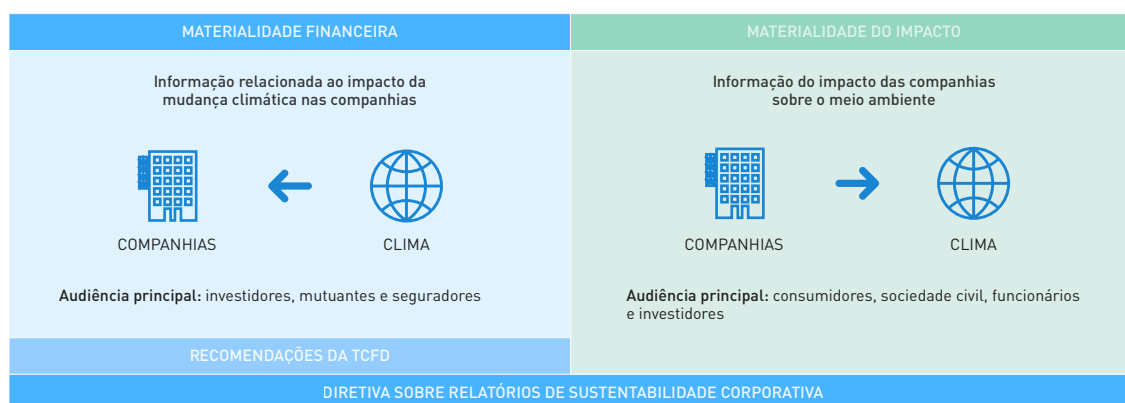 MATERIALIDADE FINANCEIRA
Informação relacionada ao impacto da
mudança climática nas companhias
COMPANHIAS
CLIMA
Audiência principal: investidores, mutuantes e seguradores
RECOMENDAÇÕES DA TCFD
MATERIALIDADE DO IMPACTO
Informação do impacto das companhias
sobre o meio ambiente
COMPANHIAS
CLIMA
Audiência principal: consumidores, sociedade civil, funcionários
e investidores
DIRETIVA SOBRE RELATÓRIOS DE SUSTENTABILIDADE CORPORATIVA